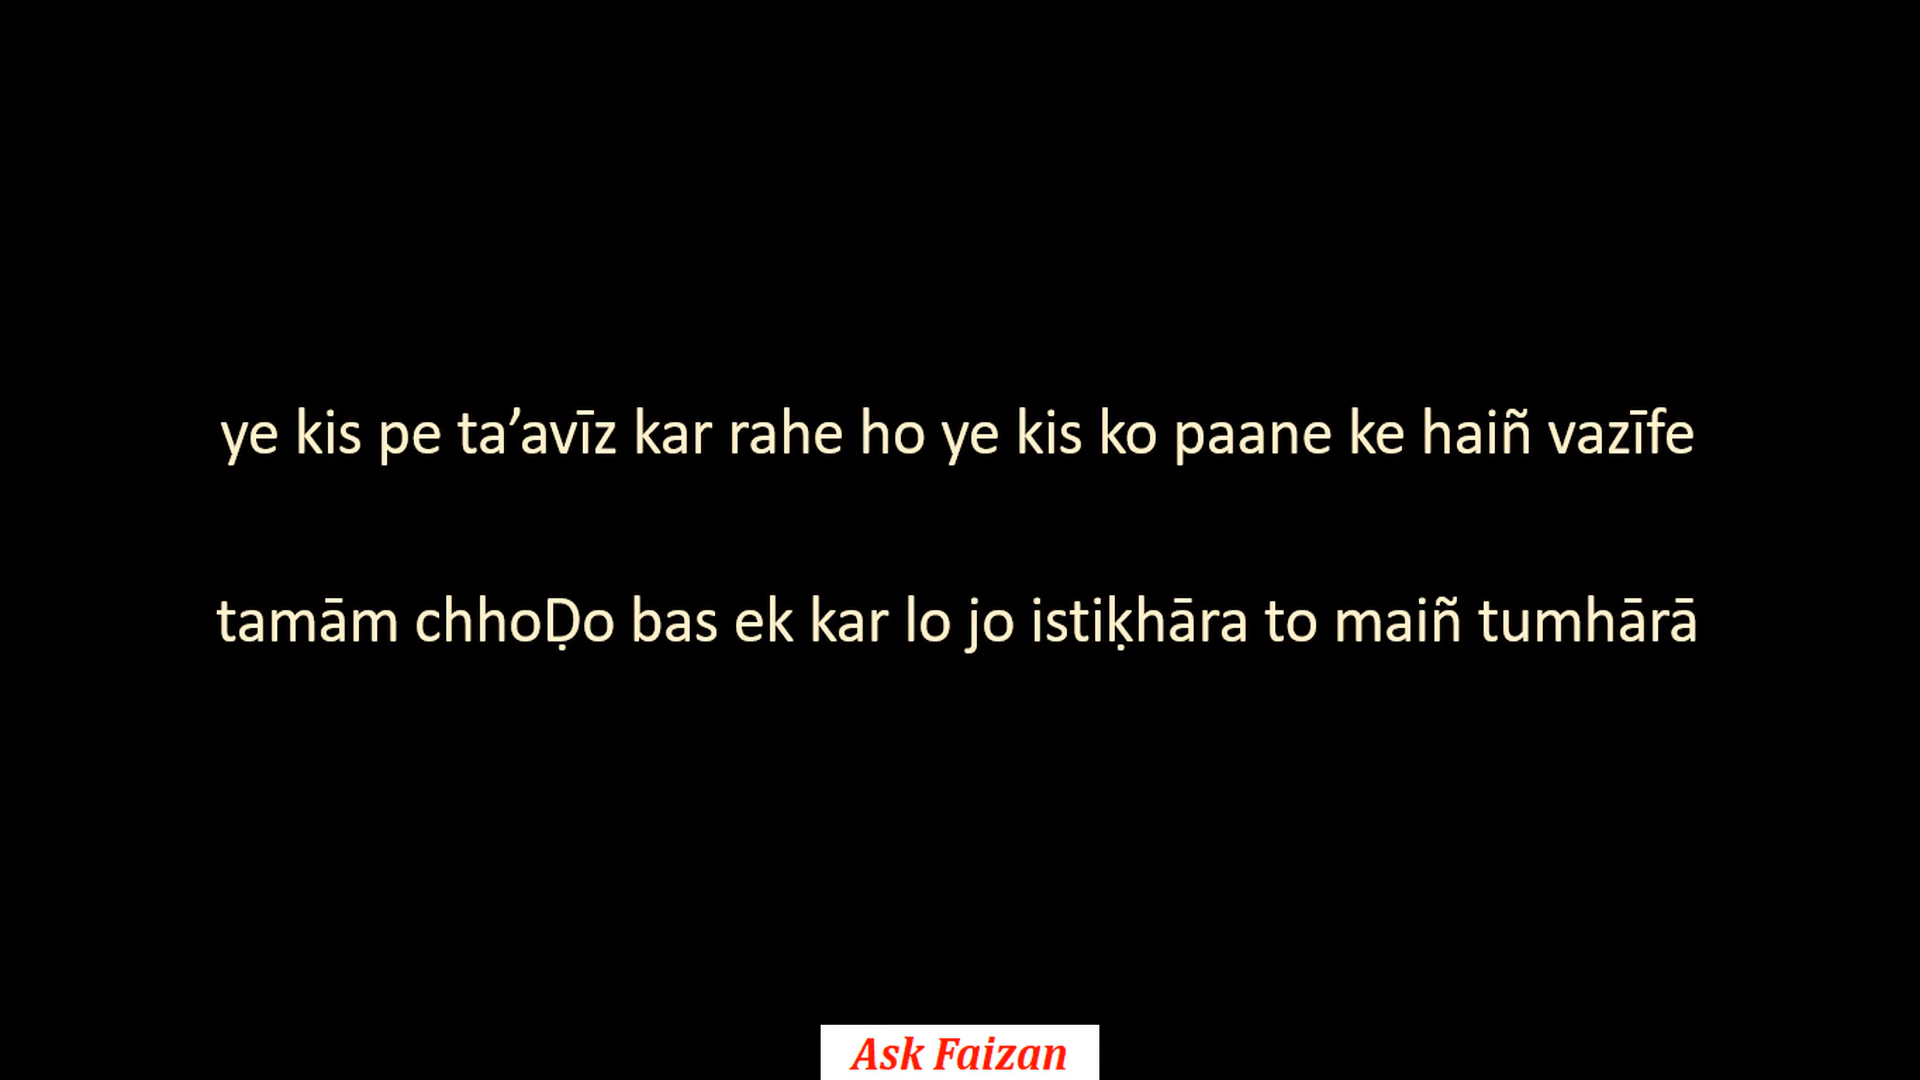 ye kis pe ta’avīz kar rahe ho ye kis ko paane ke haiñ vazīfe
tamām chhoḌo bas ek kar lo jo istiḳhāra to maiñ tumhārā
Ask Faizan